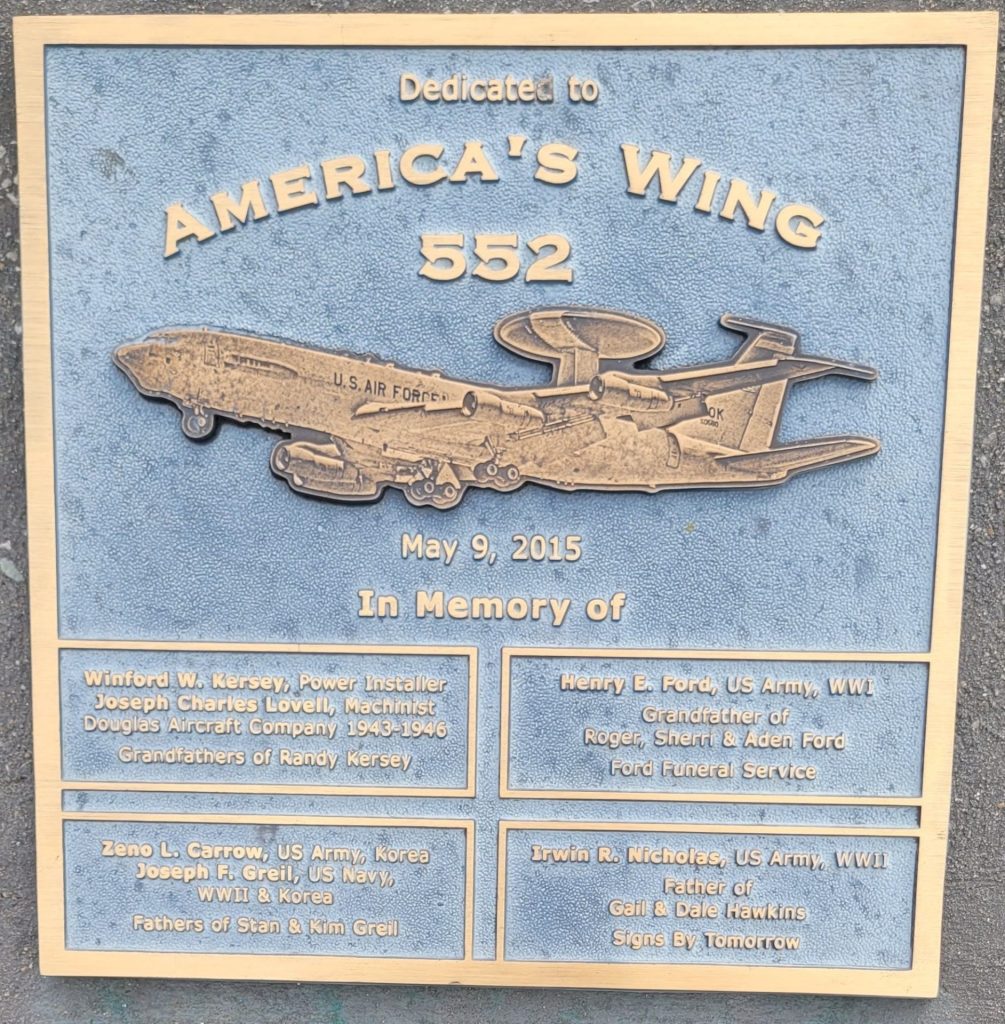 Dedicated to
AMERICA'S WING
552
U.S. AIR FORCE
OK
May 9, 2015
In Memory of
Winford W. Kersey, Power Installer
Joseph Charles Lovell, Machinist
Douglas Aircraft Company 1943-1946
Grandfathers of Randy Kersey
Henry E. Ford, US Army, WWI
Grandfather of
Roger, Sherri & Aden Ford
Ford Funeral Service
Zeno L. Carrow, US Army, Korea
Joseph F. Greil, US Navy,
WWII & Korea
Fathers of Stan & Kim Greil
Irwin R. Nicholas, US Army, WWII
Father of
Gail & Dale Hawkins
Signs By Tomorrow